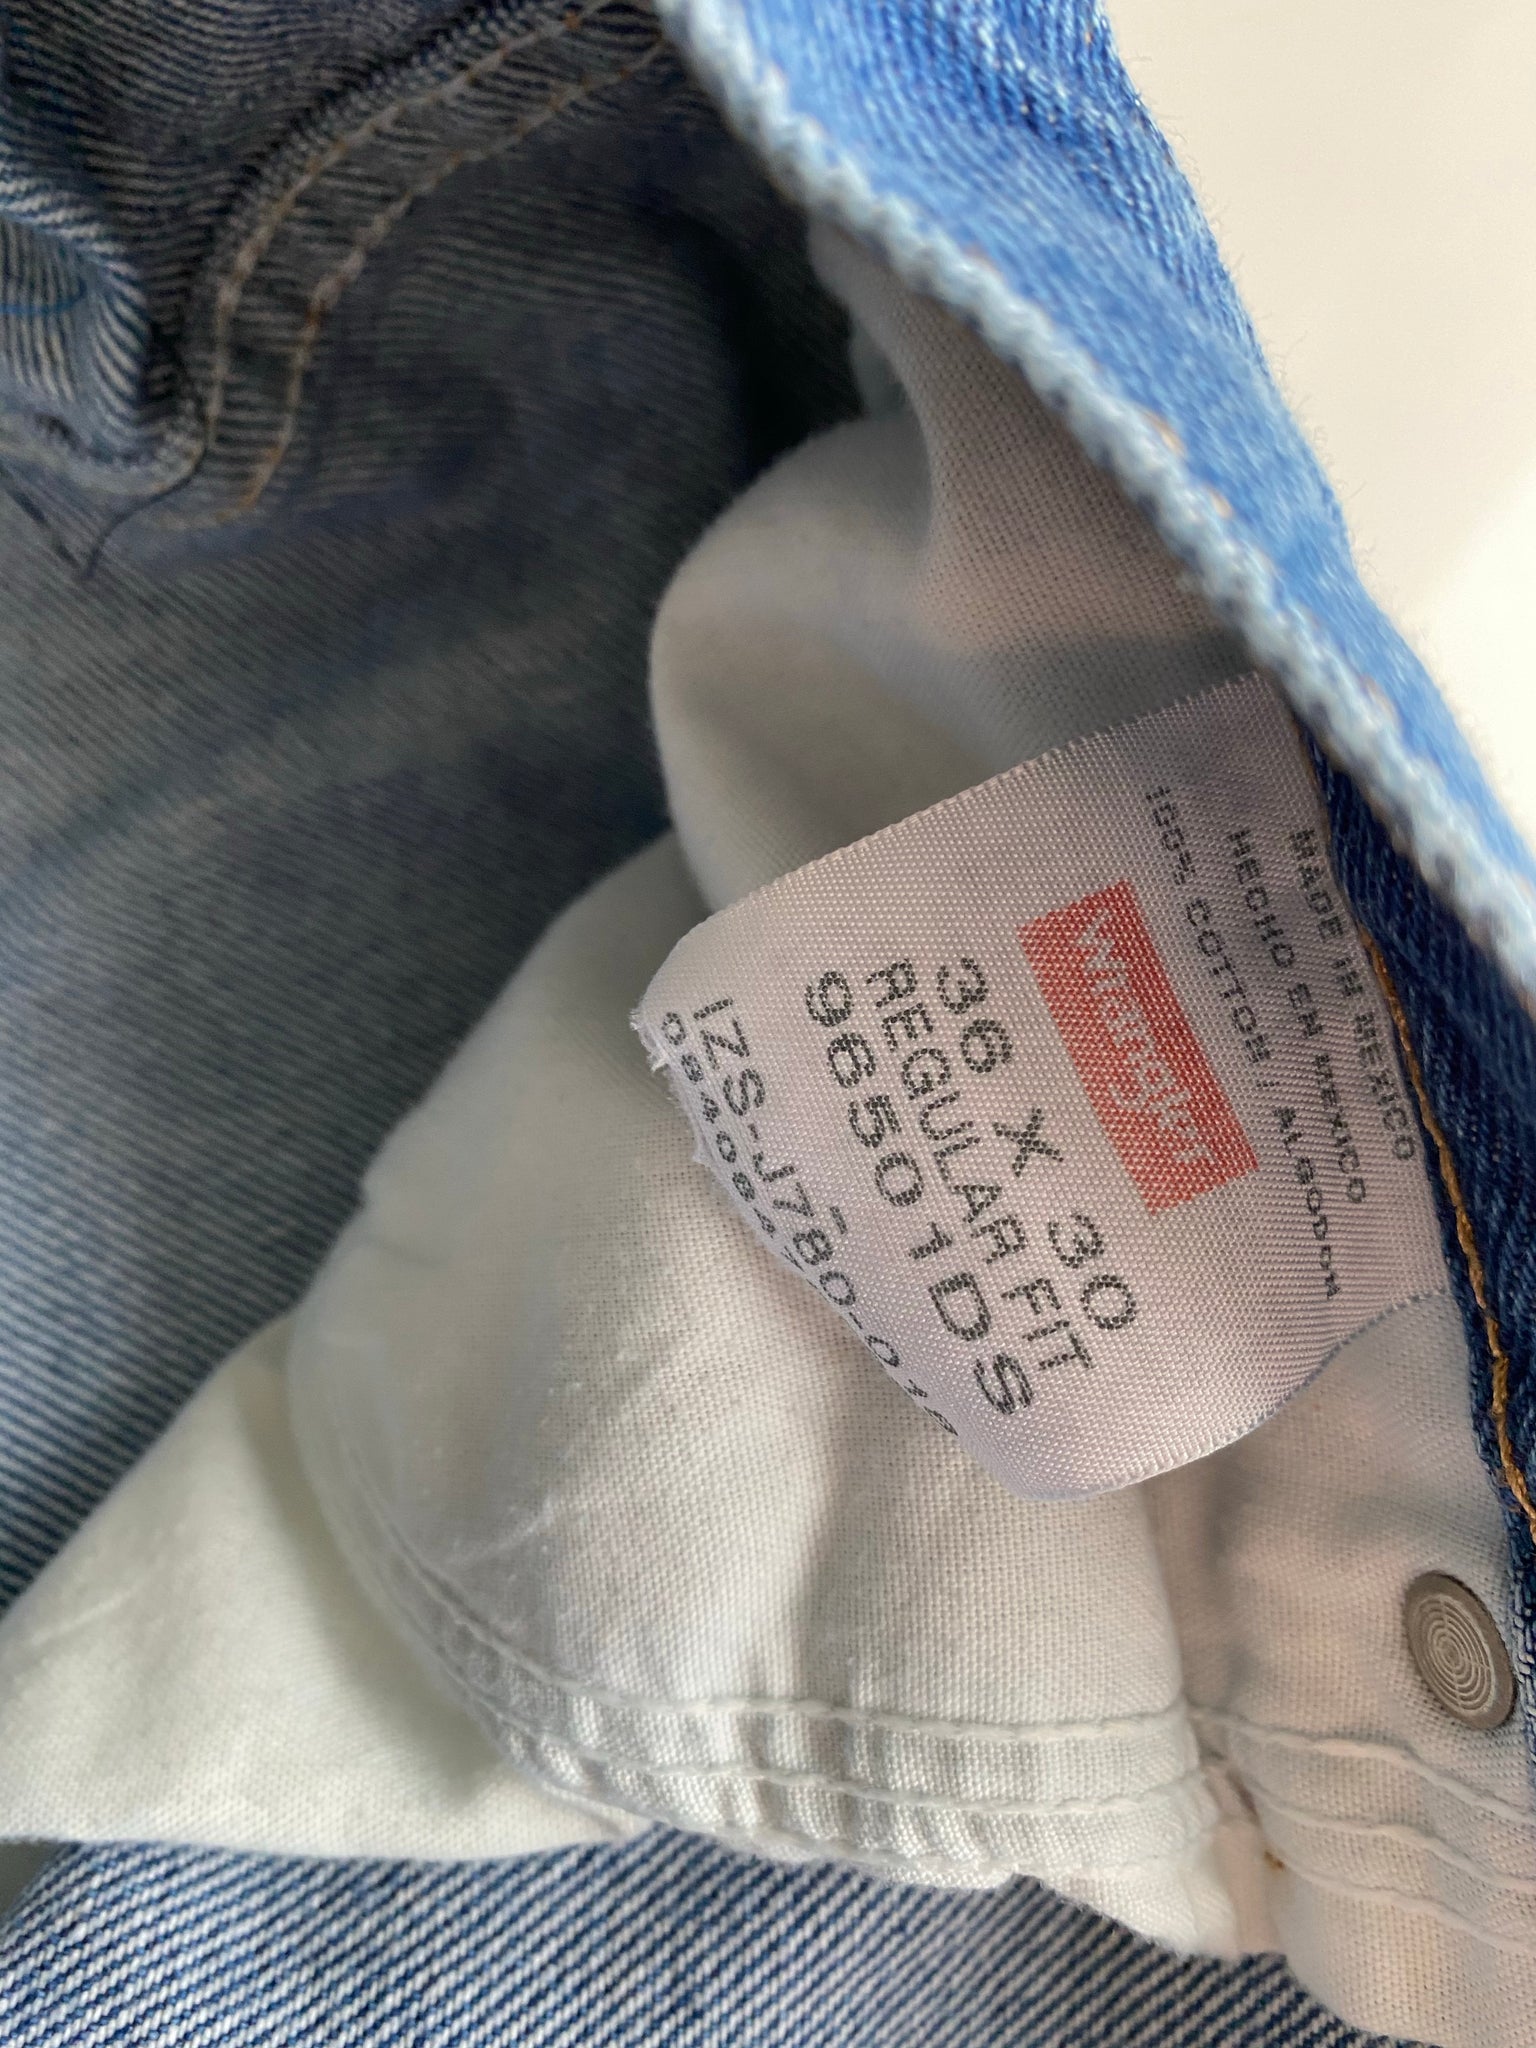 MADE IN MEXICO
HECHO EN MEXICO
100% COTTON / ALGODON
Wrangler
36 X 30
REGULAR FIT
96501DS